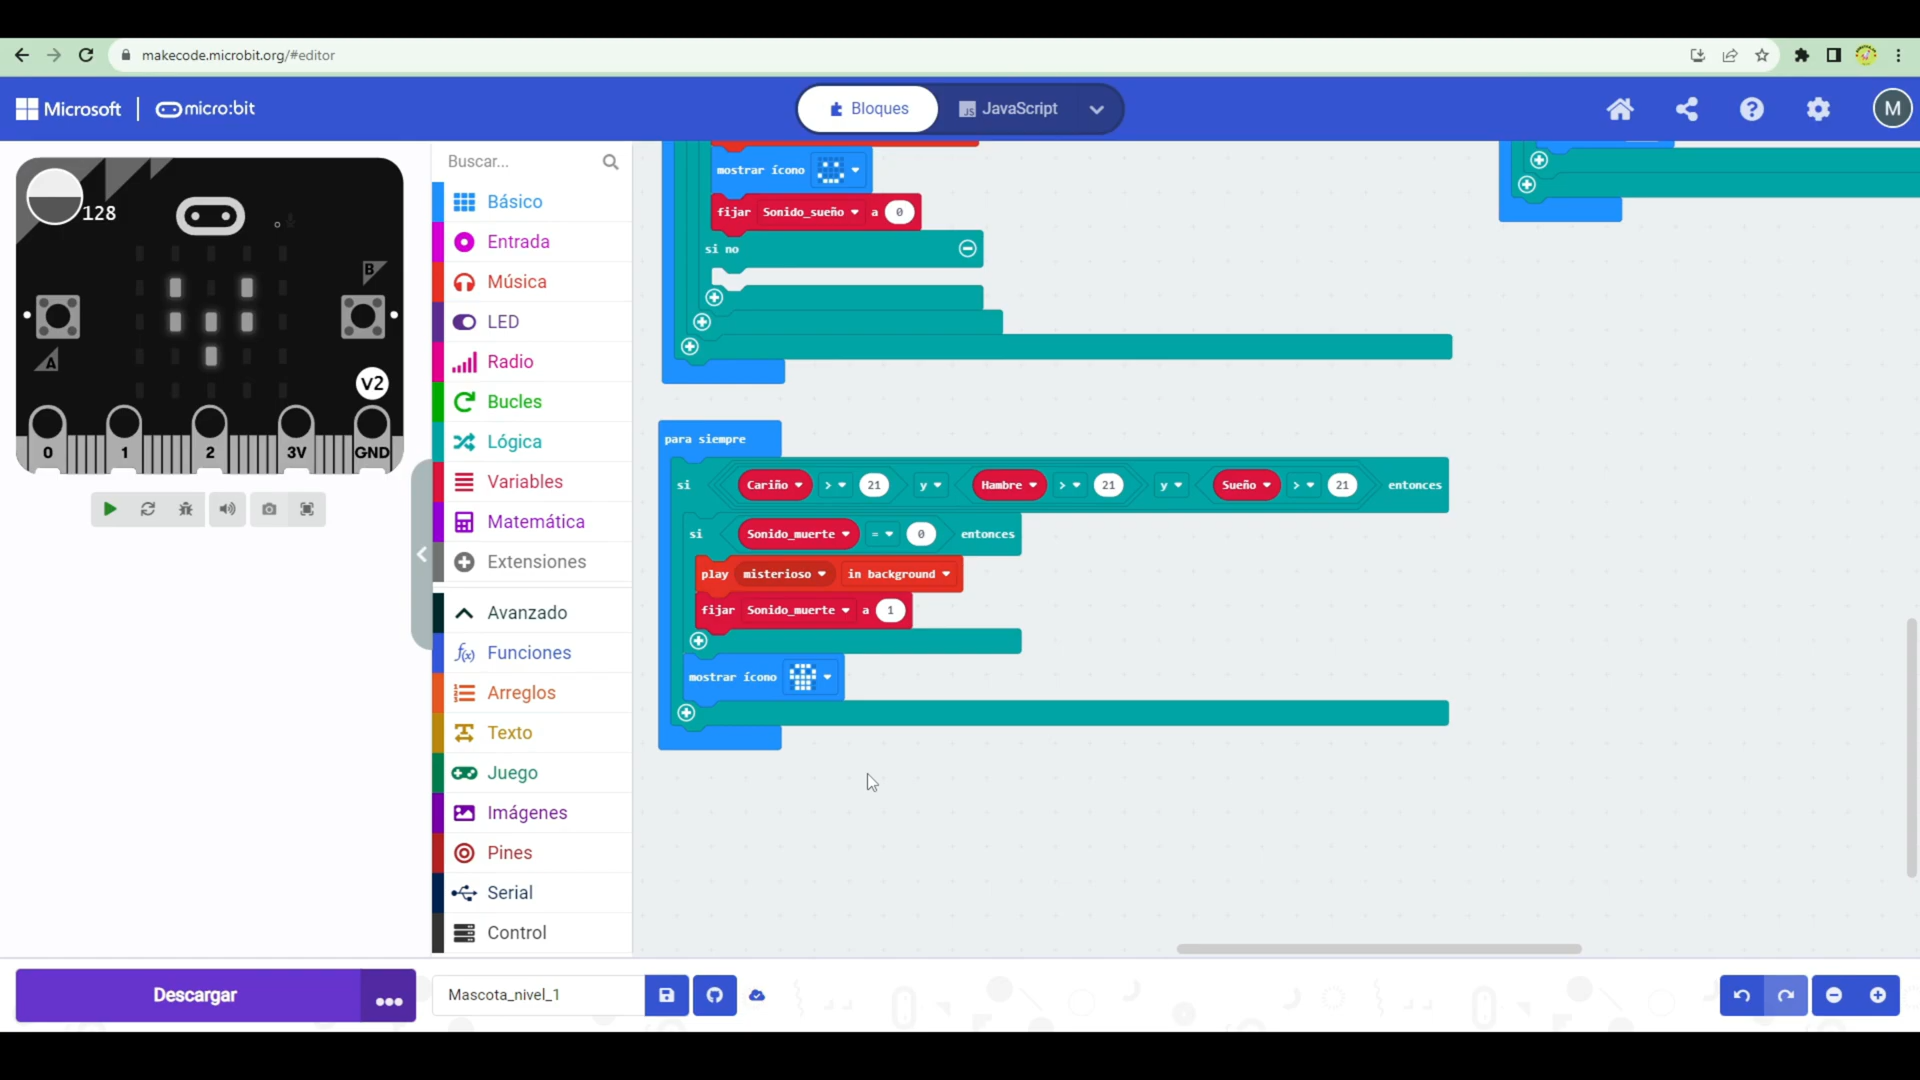 makecode.microbit.org/#editor
Microsoft
micro:bit
Bloques
JS JavaScript
M
128
B
A
V2
0 1 2 3V GND
Buscar...
Básico
Entrada
Música
LED
Radio
Bucles
Lógica
Variables
Matemática
Extensiones
Avanzado
f(x) Funciones
Arreglos
Texto
Juego
Imágenes
Pines
Serial
Control
mostrar ícono
fijar Sonido_sueño a 0
si no
para siempre
si Cariño > 21 y Hambre > 21 y Sueño > 21 entonces
si Sonido_muerte = 0 entonces
play misterioso in background
fijar Sonido_muerte a 1
mostrar ícono
Descargar
Mascota_nivel_1